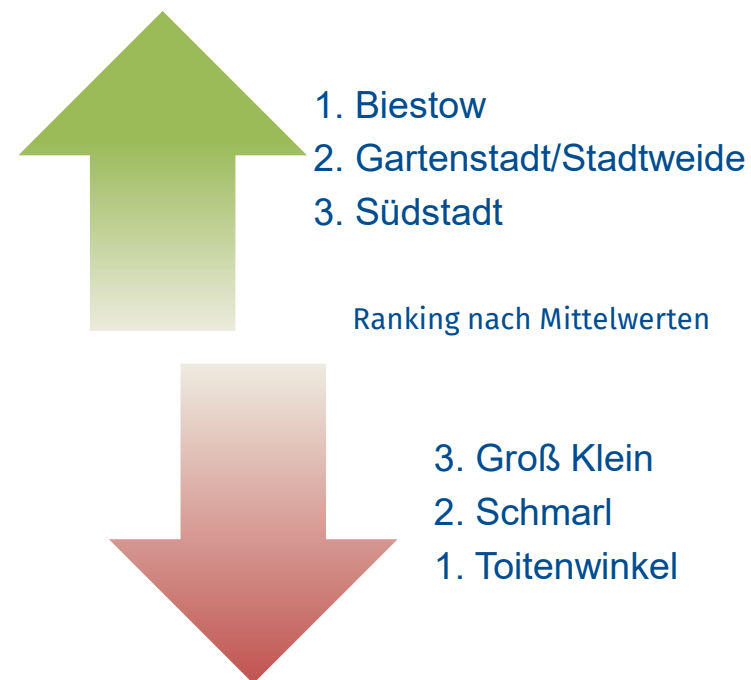 1. Biestow
2. Gartenstadt/Stadtweide
3. Südstadt
Ranking nach Mittelwerten
3. Groß Klein
2. Schmarl
1. Toitenwinkel